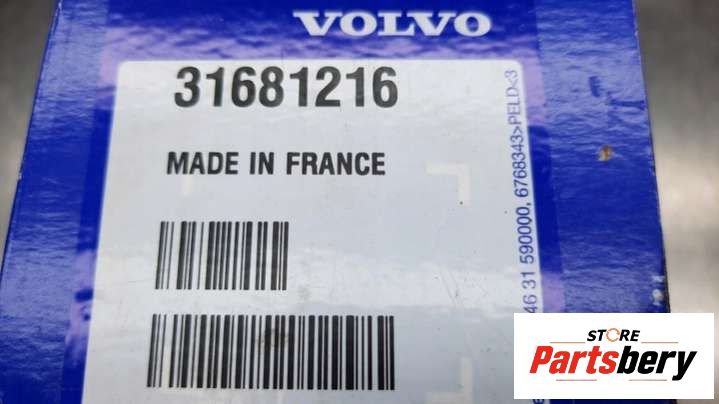 VOLVO
31681216
MADE IN FRANCE
46 31 590000, 6768343>PELD<3
STORE
Partsbery